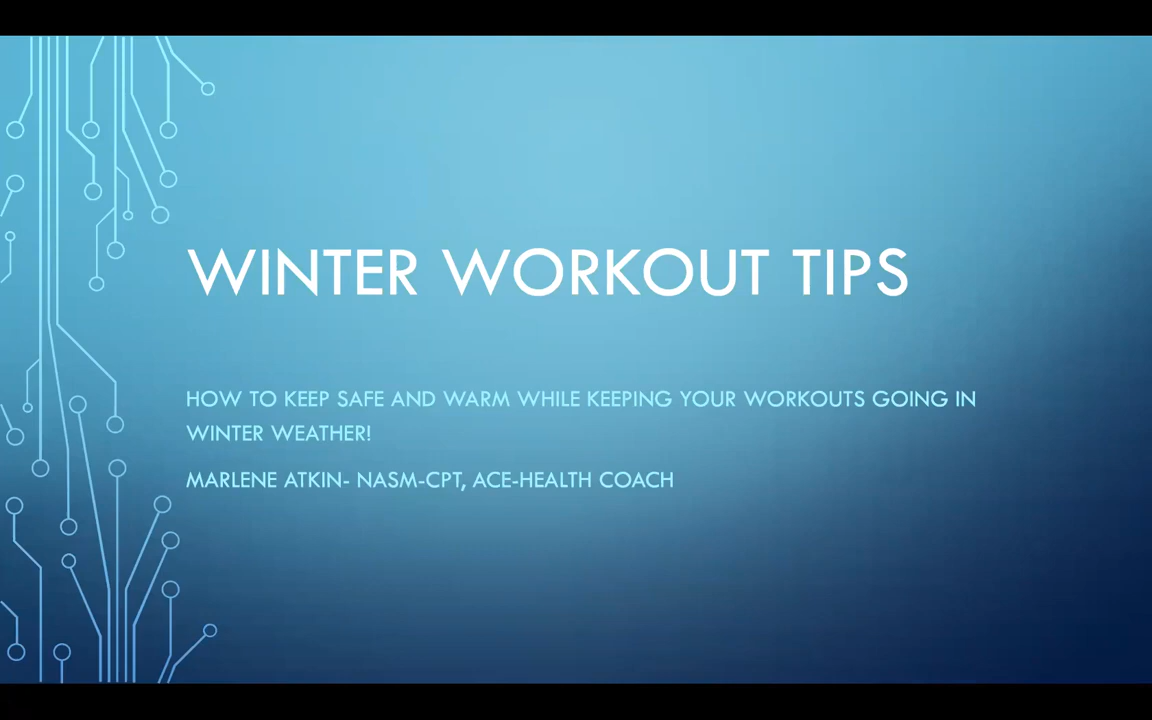 WINTER WORKOUT TIPS
HOW TO KEEP SAFE AND WARM WHILE KEEPING YOUR WORKOUTS GOING IN
WINTER WEATHER!
MARLENE ATKIN- NASM-CPT, ACE-HEALTH COACH